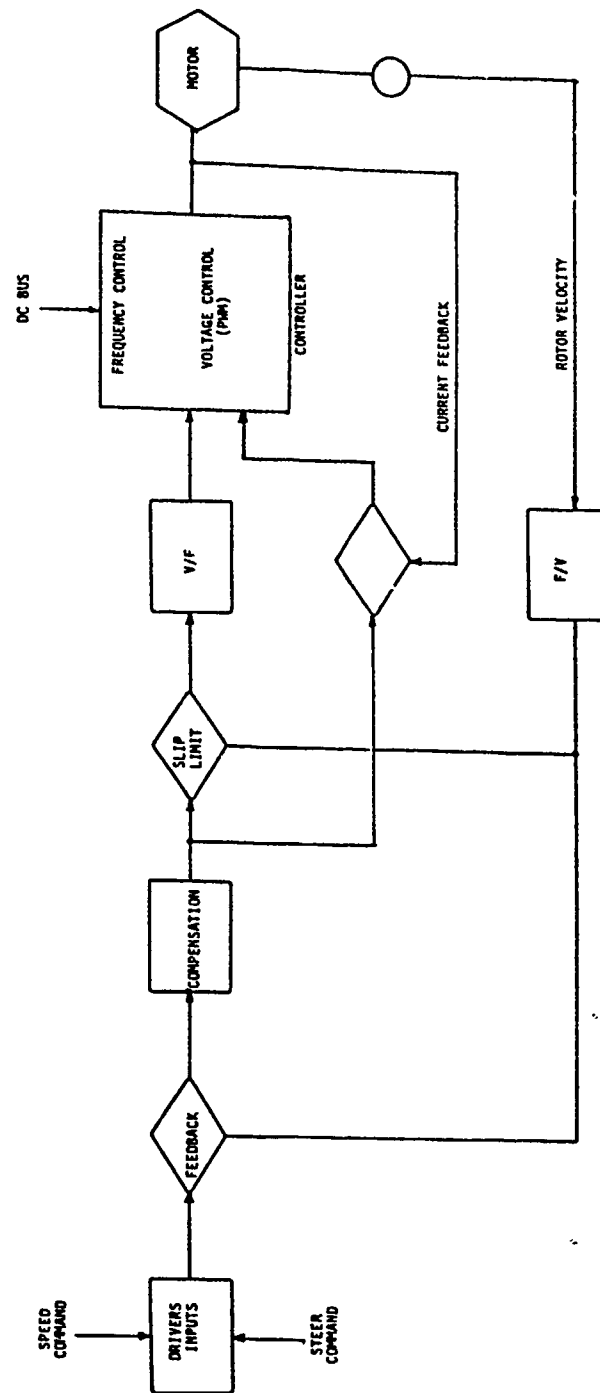 SPEED
COMMAND
DRIVERS
INPUTS
STEER
COMMAND
FEEDBACK
COMPENSATION
SLIP
LIMIT
V/F
DC BUS
FREQUENCY CONTROL
VOLTAGE CONTROL
(PWM)
CONTROLLER
MOTOR
CURRENT FEEDBACK
ROTOR VELOCITY
F/V